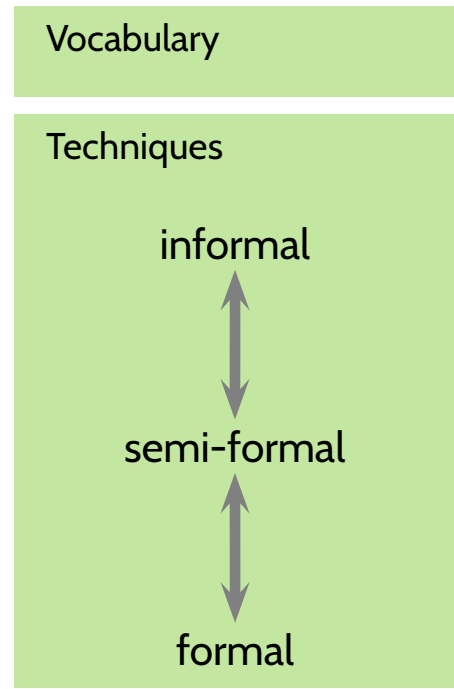 Vocabulary
Techniques
informal
semi-formal
formal